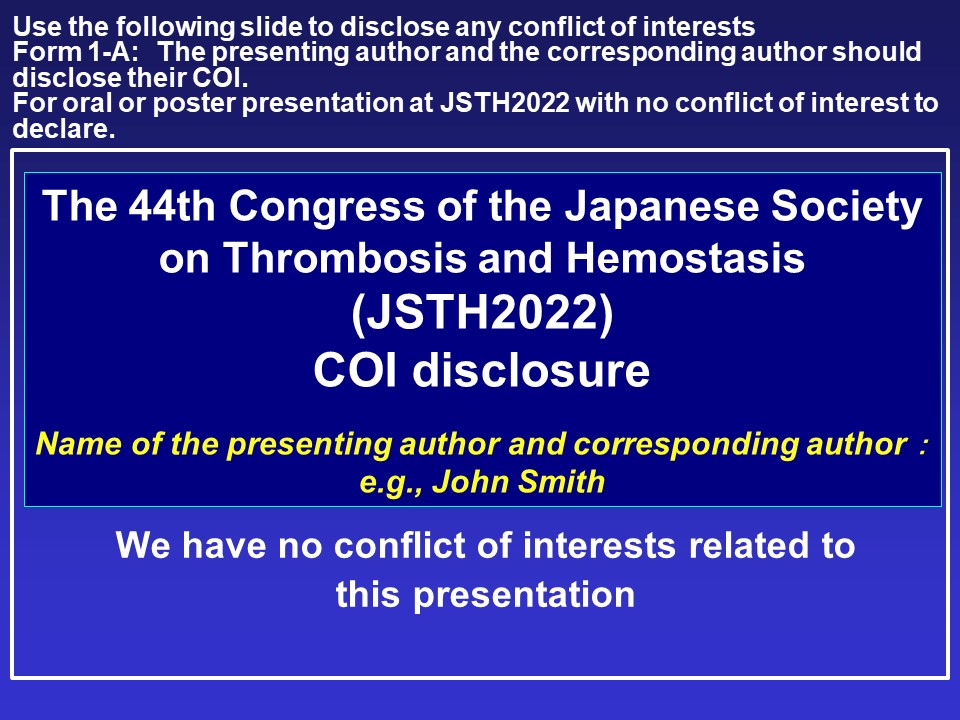 Use the following slide to disclose any conflict of interests
Form 1-A:  The presenting author and the corresponding author should
disclose their COI.
For oral or poster presentation at JSTH2022 with no conflict of interest to
declare.
The 44th Congress of the Japanese Society
on Thrombosis and Hemostasis
(JSTH2022)
COI disclosure
Name of the presenting author and corresponding author：
e.g., John Smith
We have no conflict of interests related to
this presentation